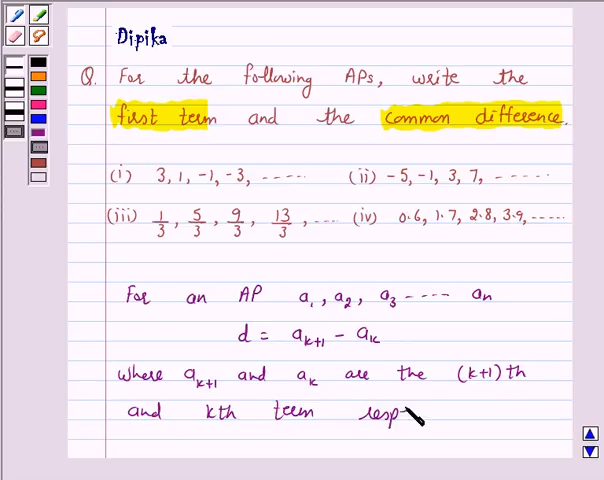 Dipika
Q. For the following APs, write the
first term and the common difference.
(i) 3, 1, -1, -3, ----- (ii) -5, -1, 3, 7, -------
(iii) 1/3, 5/3, 9/3, 13/3, .... (iv) 0.6, 1.7, 2.8, 3.9, .....
For an AP a₁, a₂, a₃ ----- aₙ
d = aₖ₊₁ - aₖ
where aₖ₊₁ and aₖ are the (k+1)th
and kth term resp